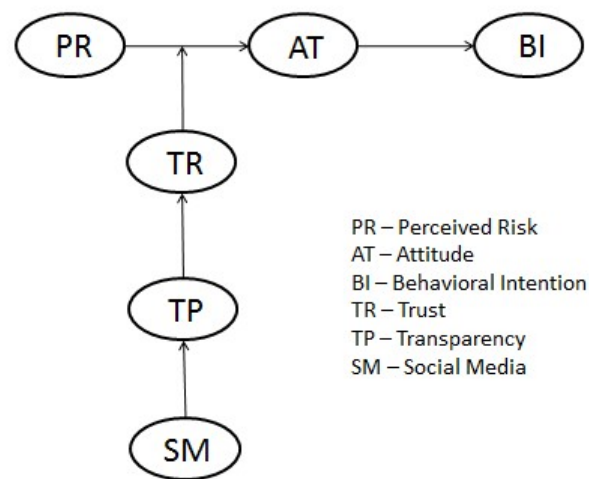 PR
AT
BI
TR
TP
SM
PR – Perceived Risk
AT – Attitude
BI – Behavioral Intention
TR – Trust
TP – Transparency
SM – Social Media